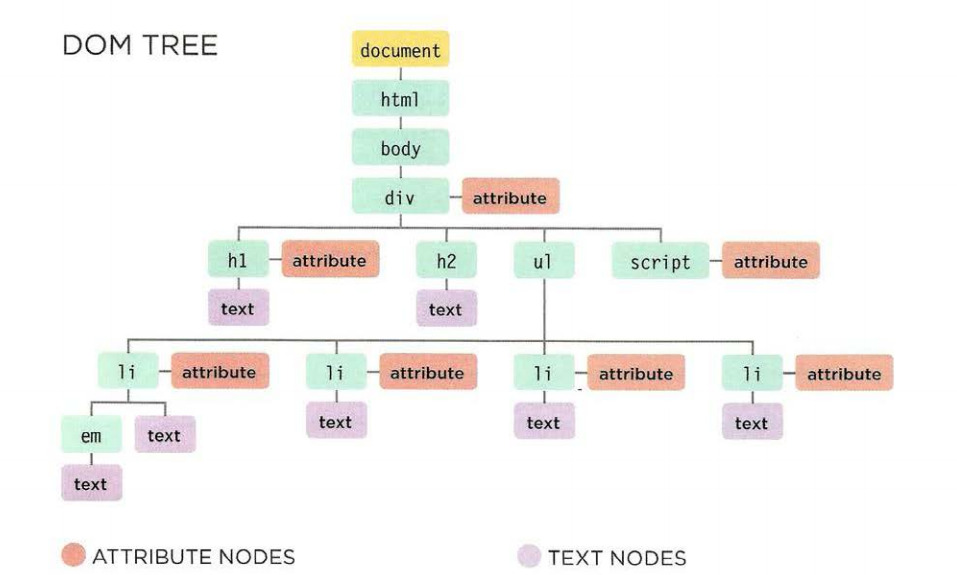 DOM TREE
document
html
body
div attribute
h1 attribute h2 ul script attribute
text text
li attribute li attribute li attribute li attribute
text text text
em text
text
ATTRIBUTE NODES TEXT NODES